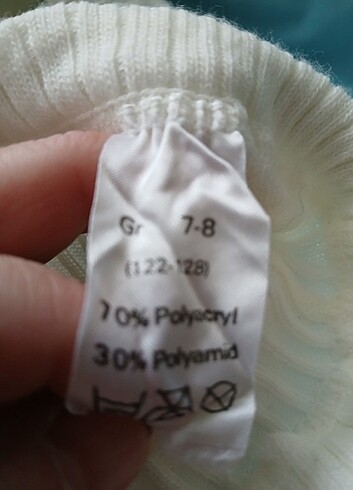 Gr 7-8
(122-128)
70% Polyacryl
30% Polyamid